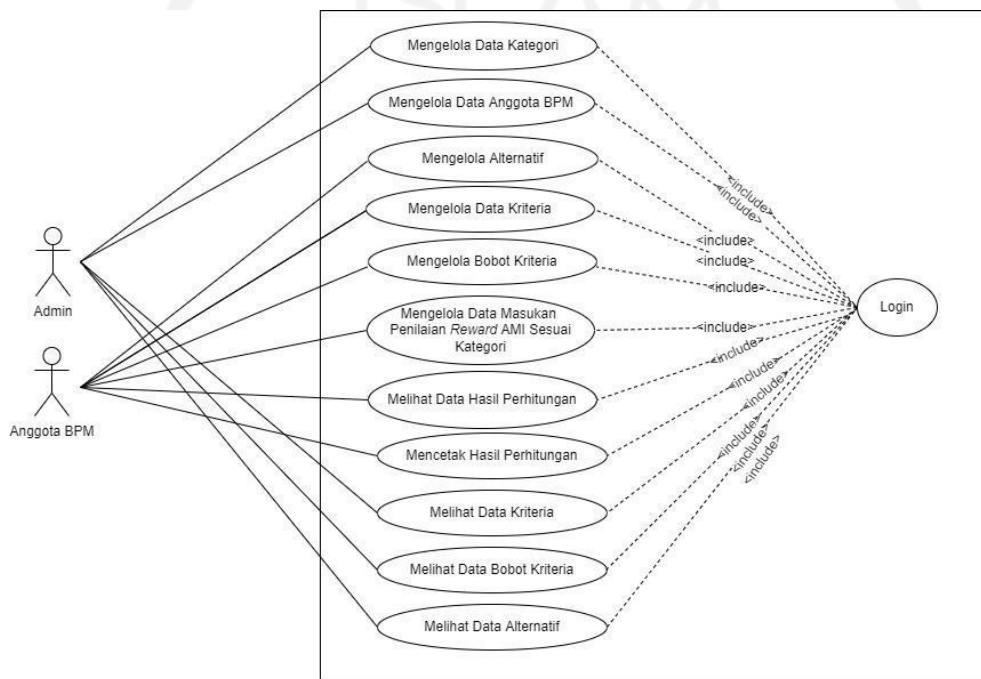 Mengelola Data Kategori
Mengelola Data Anggota BPM
Mengelola Alternatif
Mengelola Data Kriteria
Mengelola Bobot Kriteria
Mengelola Data Masukan
Penilaian Reward AMI Sesuai
Kategori
Melihat Data Hasil Perhitungan
Mencetak Hasil Perhitungan
Melihat Data Kriteria
Melihat Data Bobot Kriteria
Melihat Data Alternatif
Admin
Anggota BPM
<include>
<include>
<include>
<include>
<include>
<include>
<include>
<include>
<include>
<include>
<include>
<include>
Login